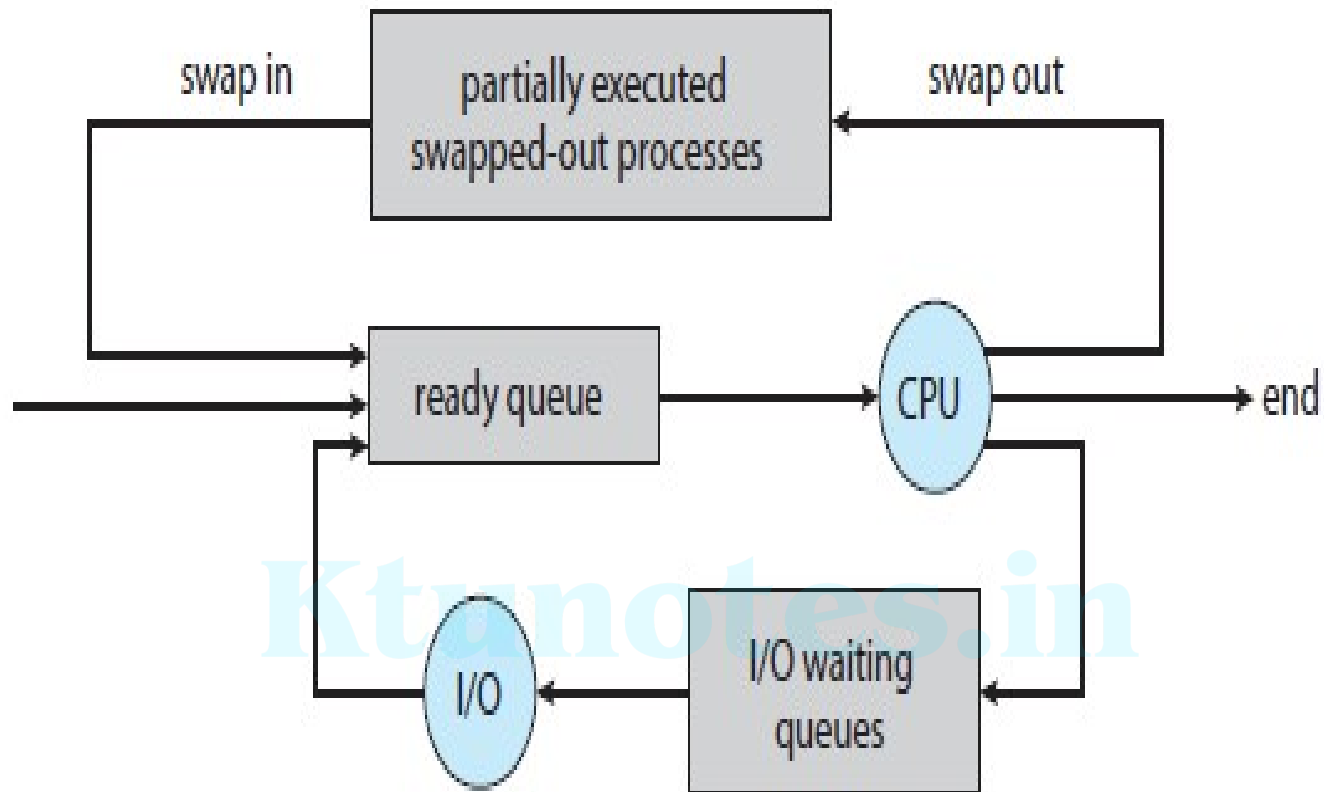 swap in
partially executed
swapped-out processes
swap out
ready queue
CPU
end
Ktunotes.in
I/O
I/O waiting
queues